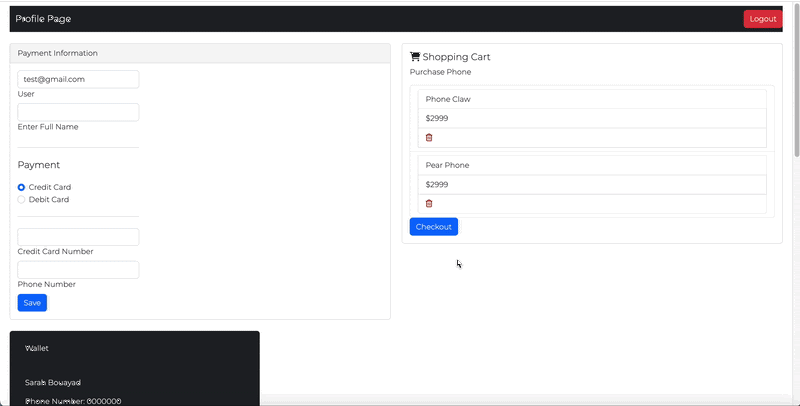 Profile Page
Logout
Payment Information
test@gmail.com
User
Enter Full Name
Payment
Credit Card
Debit Card
Credit Card Number
Phone Number
Save
Shopping Cart
Purchase Phone
Phone Claw
$2999
Pear Phone
$2999
Checkout
Wallet
Sarah Bouayad
Phone Number: 0000000